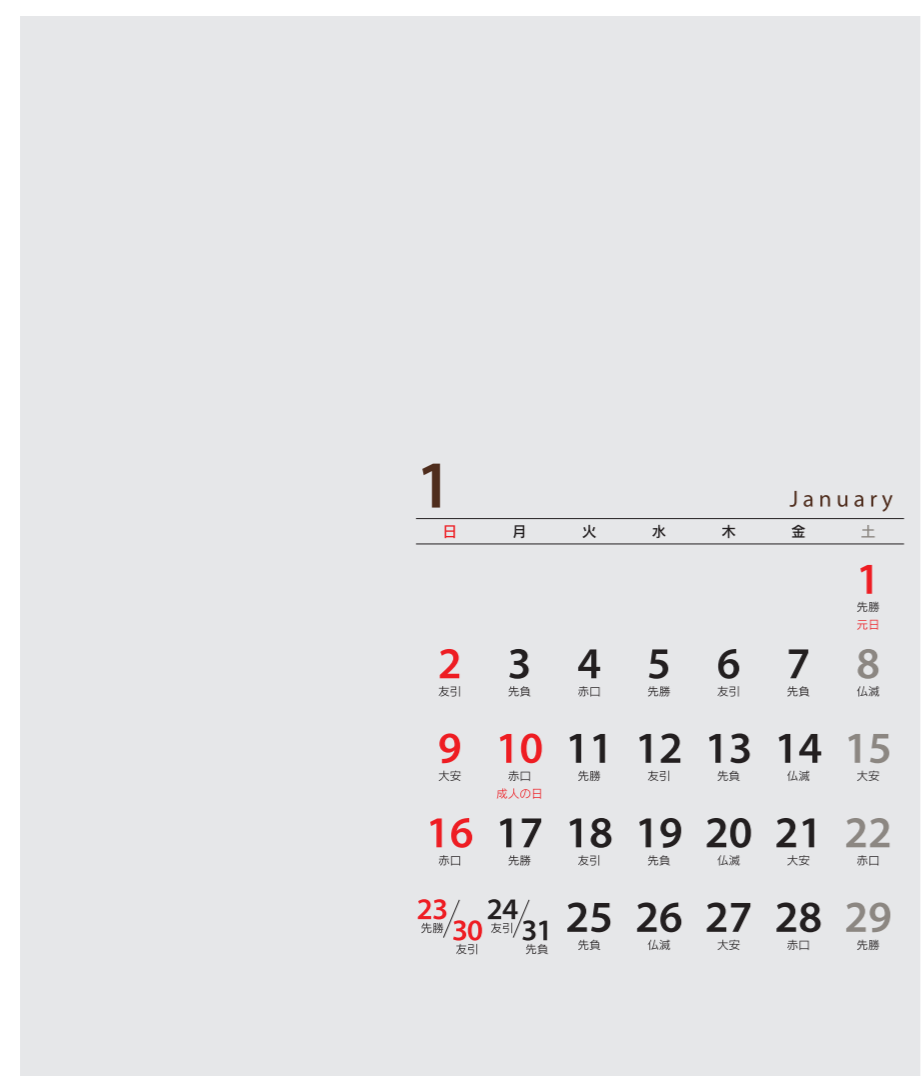 1
January
日 月 火 水 木 金 土
1
先勝
元日
2 3 4 5 6 7 8
友引 先負 赤口 先勝 友引 先負 仏滅
9 10 11 12 13 14 15
大安 赤口 先勝 友引 先負 仏滅 大安
成人の日
16 17 18 19 20 21 22
赤口 先勝 友引 先負 仏滅 大安 赤口
23/30 24/31 25 26 27 28 29
先勝 友引 友引 先負 先負 仏滅 大安 赤口 先勝